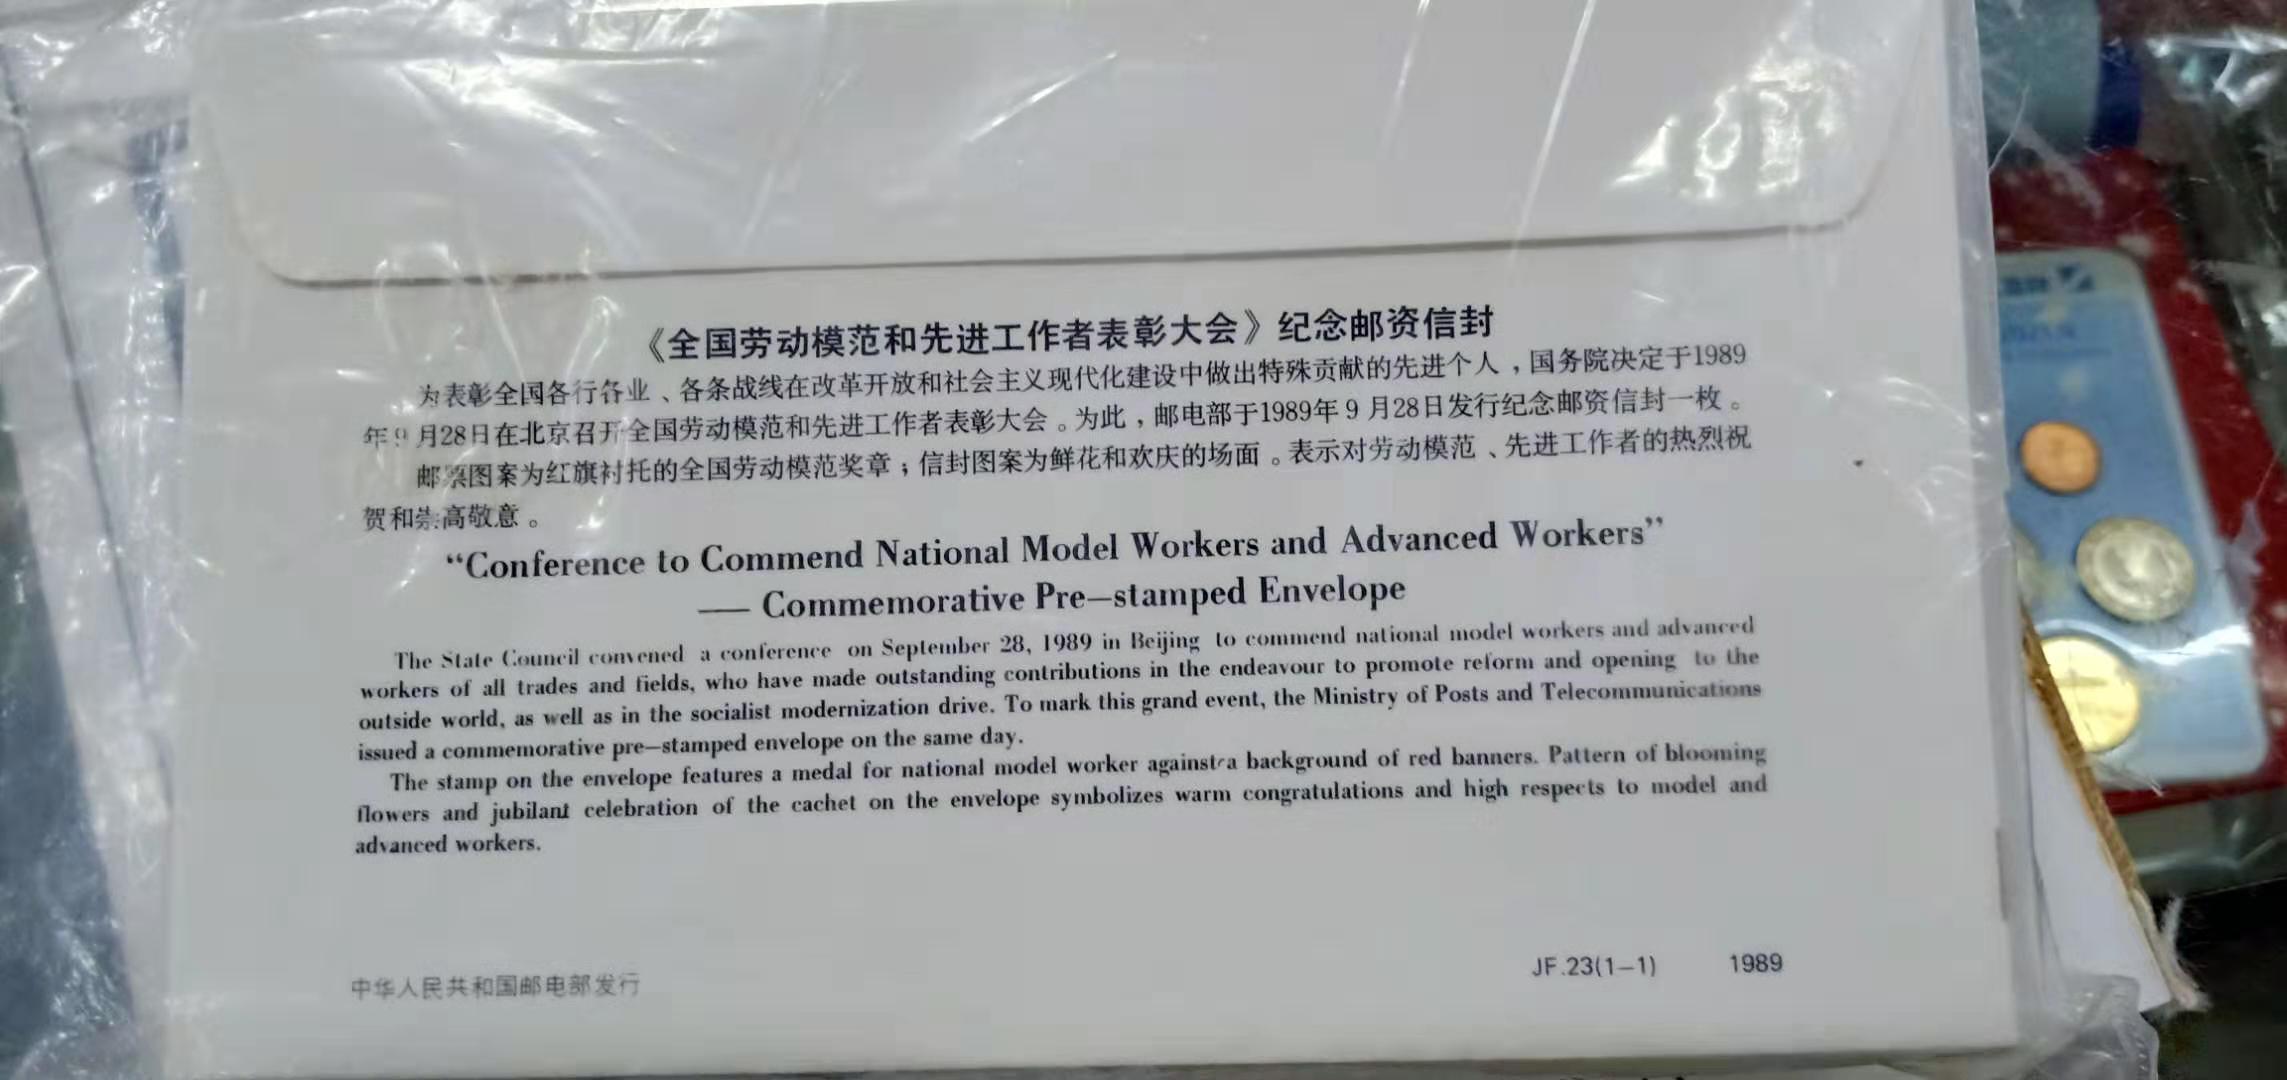 《全国劳动模范和先进工作者表彰大会》纪念邮资信封
为表彰全国各行各业、各条战线在改革开放和社会主义现代化建设中做出特殊贡献的先进个人，国务院决定于1989
年9月28日在北京召开全国劳动模范和先进工作者表彰大会。为此，邮电部于1989年9月28日发行纪念邮资信封一枚。
邮票图案为红旗衬托的全国劳动模范奖章；信封图案为鲜花和欢庆的场面。表示对劳动模范、先进工作者的热烈祝
贺和崇高敬意。
“Conference to Commend National Model Workers and Advanced Workers”
—— Commemorative Pre—stamped Envelope
The State Council convened a conference on September 28, 1989 in Beijing to commend national model workers and advanced
workers of all trades and fields, who have made outstanding contributions in the endeavour to promote reform and opening to the
outside world, as well as in the socialist modernization drive. To mark this grand event, the Ministry of Posts and Telecommunications
issued a commemorative pre—stamped envelope on the same day.
The stamp on the envelope features a medal for national model worker against a background of red banners. Pattern of blooming
flowers and jubilant celebration of the cachet on the envelope symbolizes warm congratulations and high respects to model and
advanced workers.
中华人民共和国邮电部发行
JF.23(1—1) 1989